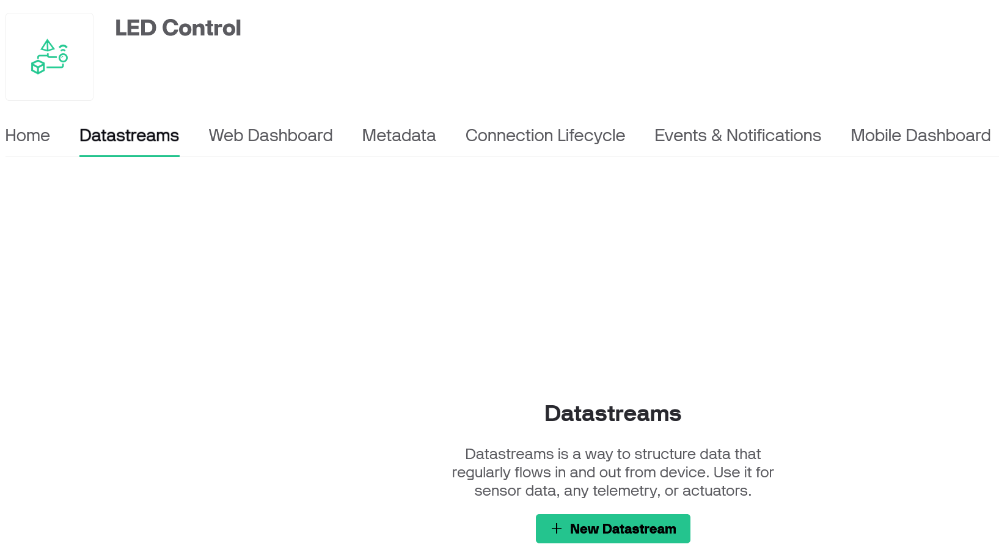 LED Control
Home Datastreams Web Dashboard Metadata Connection Lifecycle Events & Notifications Mobile Dashboard
Datastreams
Datastreams is a way to structure data that
regularly flows in and out from device. Use it for
sensor data, any telemetry, or actuators.
+ New Datastream